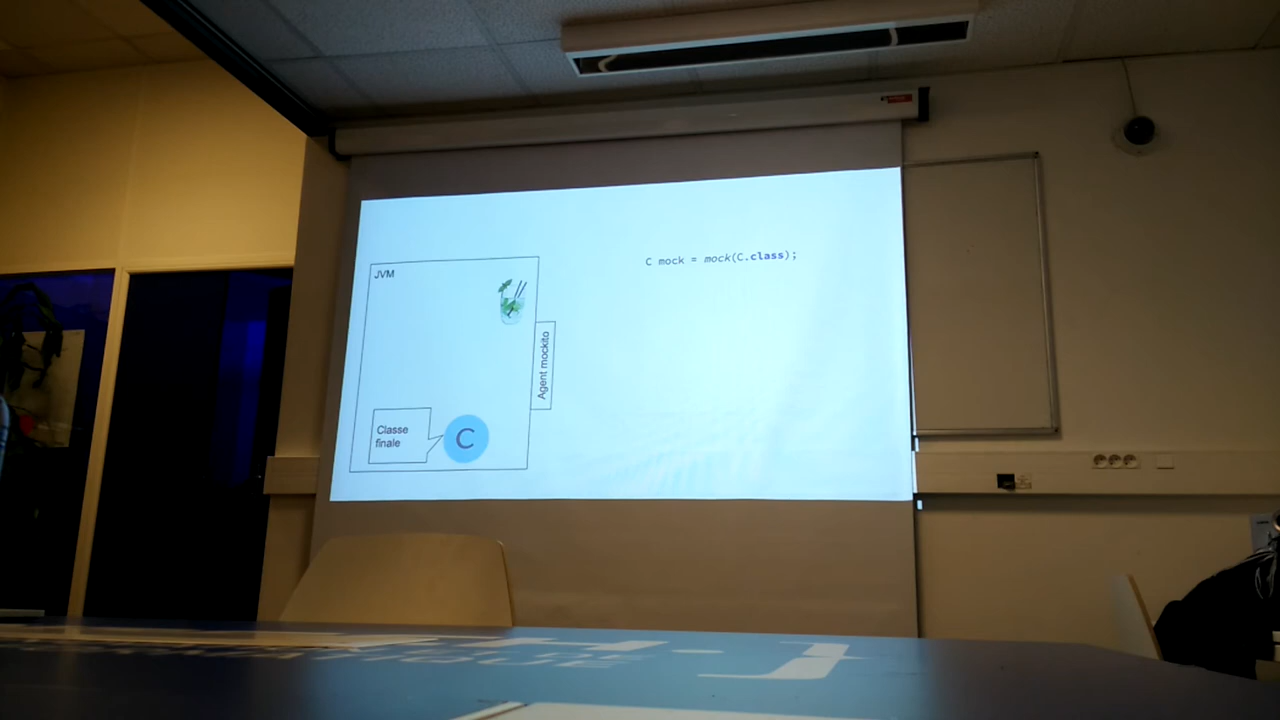 JVM
C mock = mock(C.class);
Agent mockito
Classe
finale
C